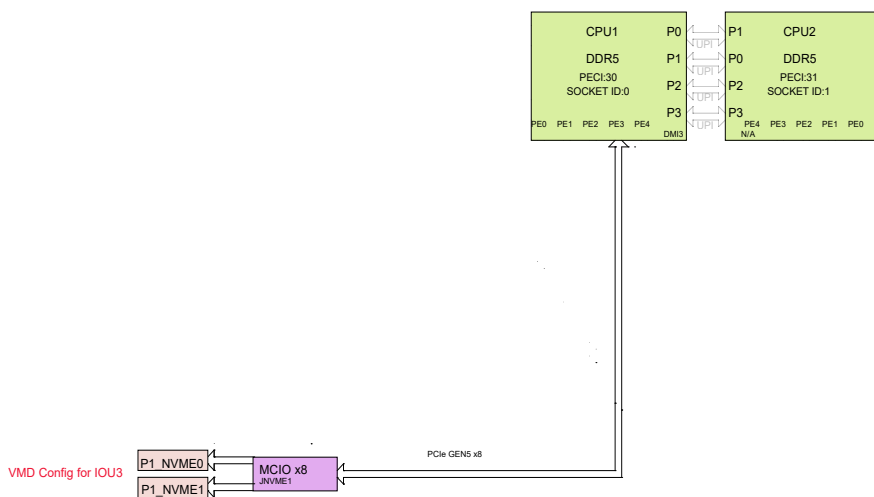 CPU1
DDR5
PECI:30
SOCKET ID:0
P0
P1
P2
P3
PE0 PE1 PE2 PE3 PE4
DMI3
UPI
UPI
UPI
UPI
CPU2
DDR5
PECI:31
SOCKET ID:1
P1
P0
P2
P3
PE4 PE3 PE2 PE1 PE0
N/A
PCIe GEN5 x8
VMD Config for IOU3
P1_NVME0
P1_NVME1
MCIO x8
JNVME1